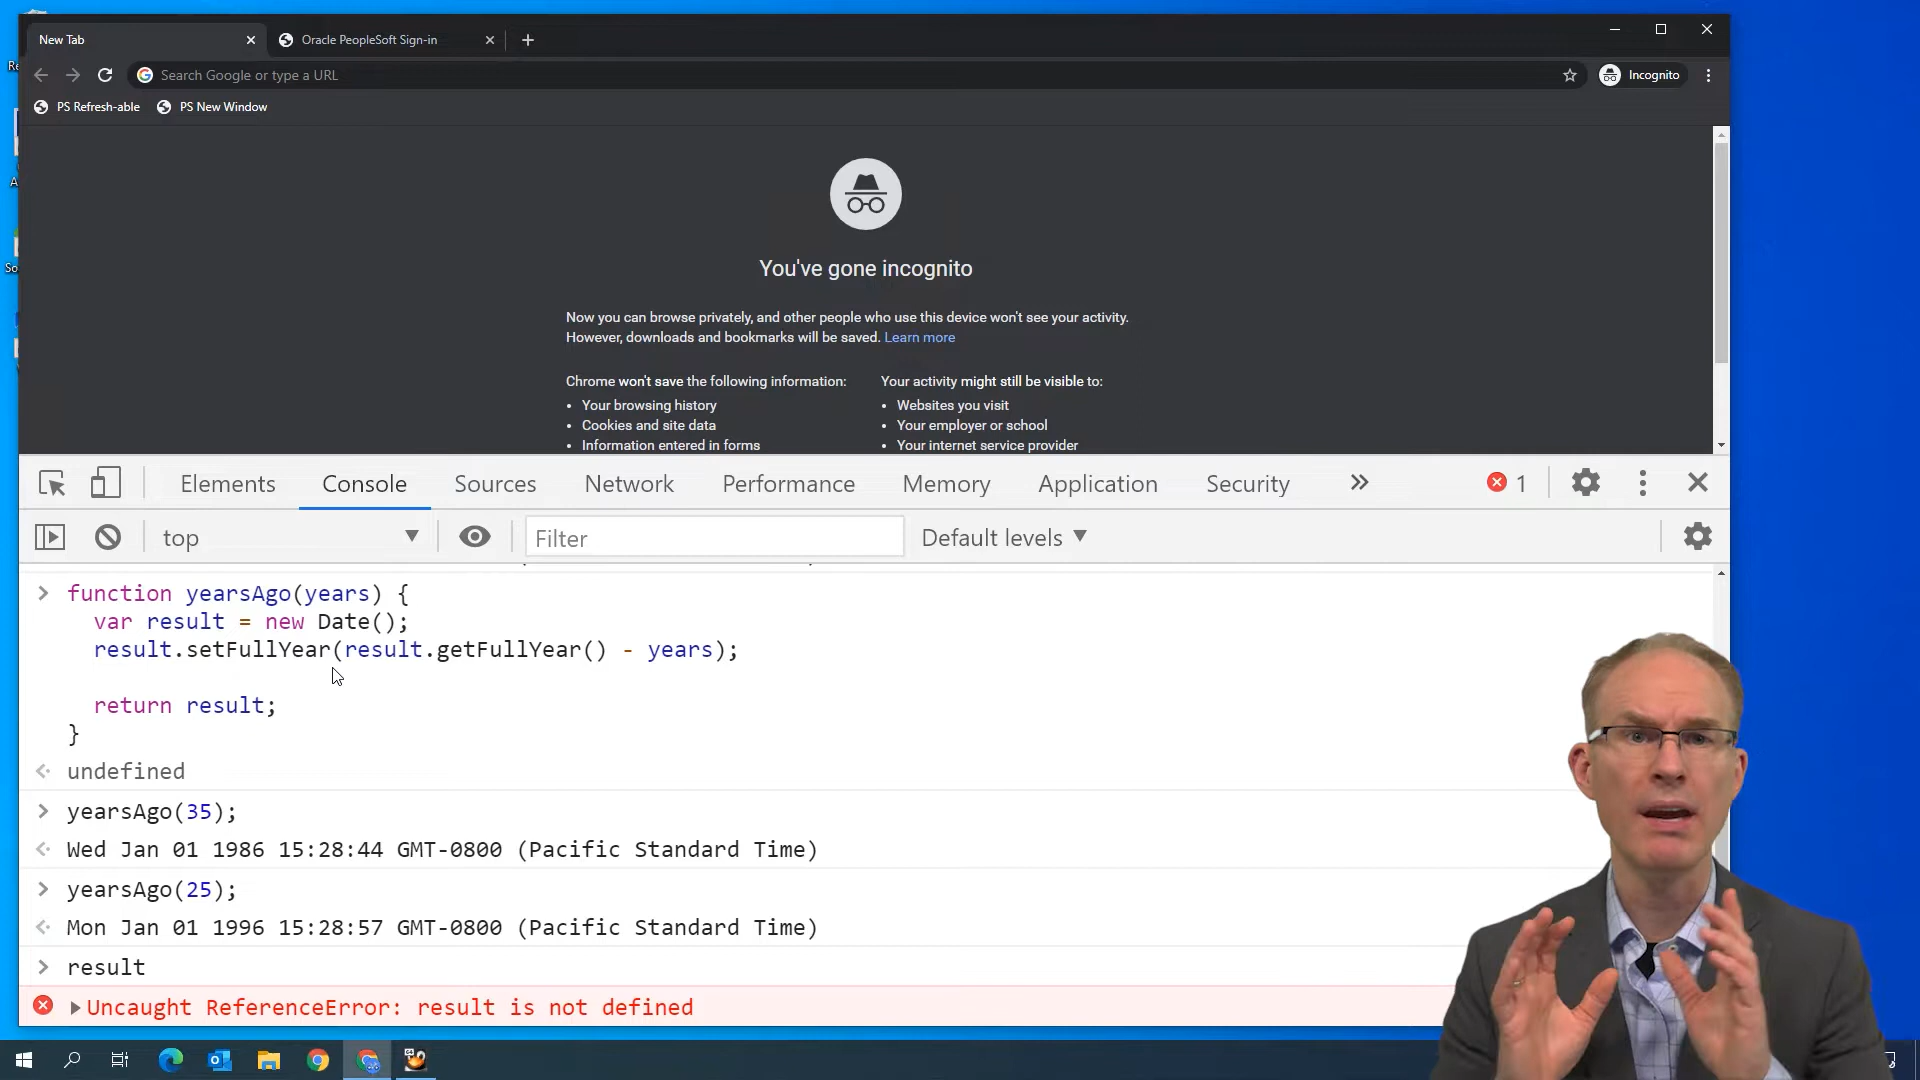 New Tab
Oracle PeopleSoft Sign-in
Search Google or type a URL
Incognito
PS Refresh-able
PS New Window
You've gone incognito
Now you can browse privately, and other people who use this device won't see your activity.
However, downloads and bookmarks will be saved. Learn more
Chrome won't save the following information:
• Your browsing history
• Cookies and site data
• Information entered in forms
Your activity might still be visible to:
• Websites you visit
• Your employer or school
• Your internet service provider
Elements Console Sources Network Performance Memory Application Security » 1
top Filter Default levels
> function yearsAgo(years) {
var result = new Date();
result.setFullYear(result.getFullYear() - years);
return result;
}
undefined
> yearsAgo(35);
Wed Jan 01 1986 15:28:44 GMT-0800 (Pacific Standard Time)
> yearsAgo(25);
Mon Jan 01 1996 15:28:57 GMT-0800 (Pacific Standard Time)
> result
Uncaught ReferenceError: result is not defined